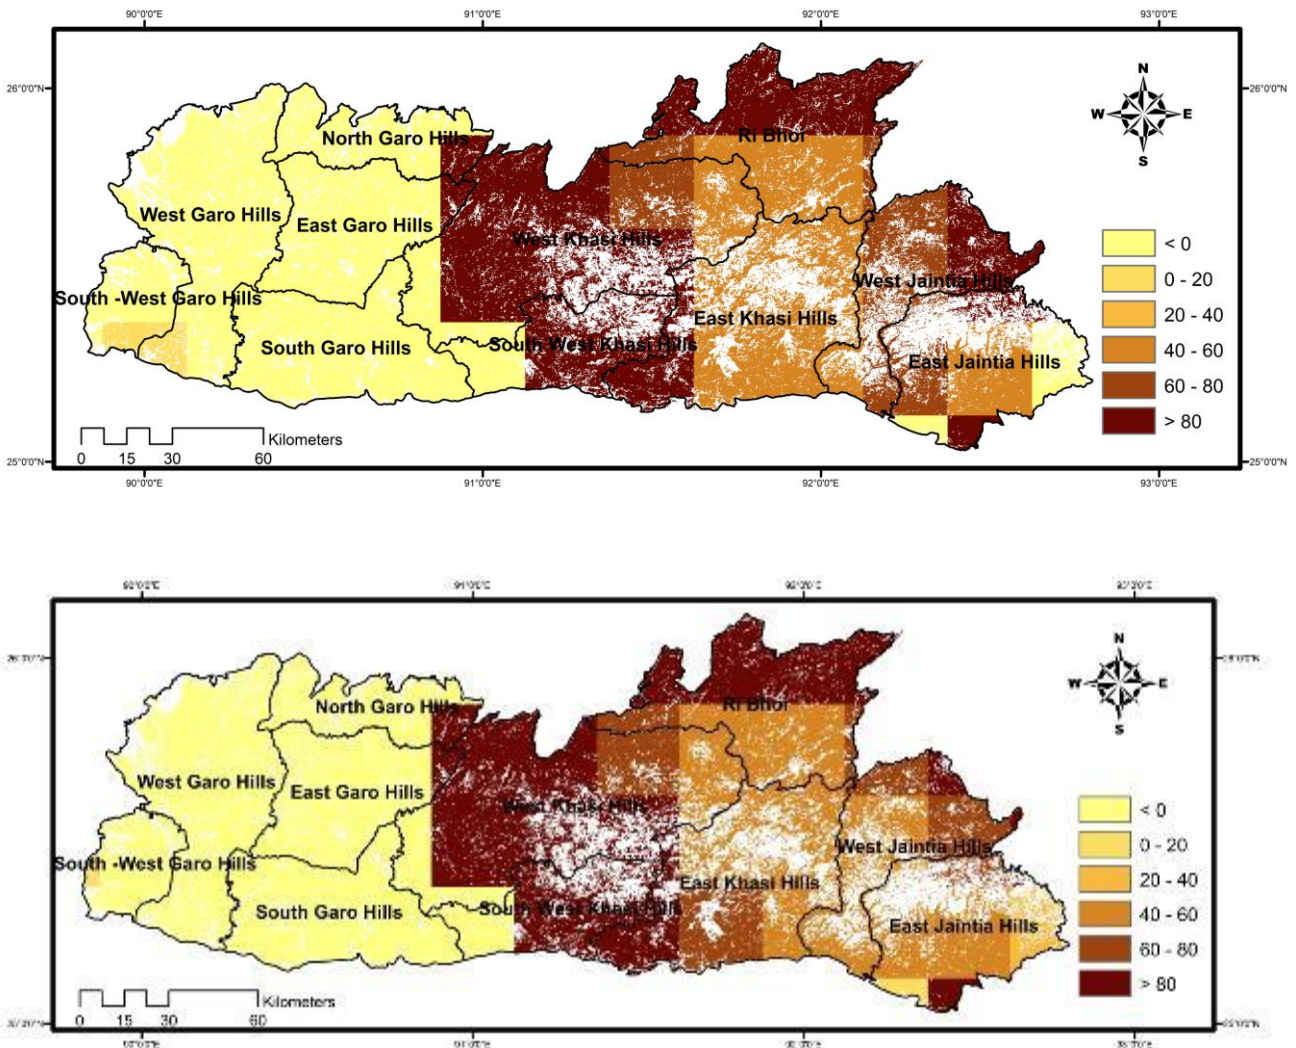 90°0'0"E 91°0'0"E 92°0'0"E 93°0'0"E
26°0'0"N 26°0'0"N
N
W E
S
North Garo Hills
Ri Bhoi
West Garo Hills
East Garo Hills
West Khasi Hills
South -West Garo Hills
West Jaintia Hills
East Khasi Hills
South Garo Hills
South West Khasi Hills
East Jaintia Hills
< 0
0 - 20
20 - 40
40 - 60
60 - 80
> 80
Kilometers
0 15 30 60
25°0'0"N 25°0'0"N
90°0'0"E 91°0'0"E 92°0'0"E 93°0'0"E
N
W E
S
North Garo Hills
Ri Bhoi
West Garo Hills
East Garo Hills
West Khasi Hills
South -West Garo Hills
West Jaintia Hills
East Khasi Hills
South Garo Hills
South West Khasi Hills
East Jaintia Hills
< 0
0 - 20
20 - 40
40 - 60
60 - 80
> 80
Kilometers
0 15 30 60